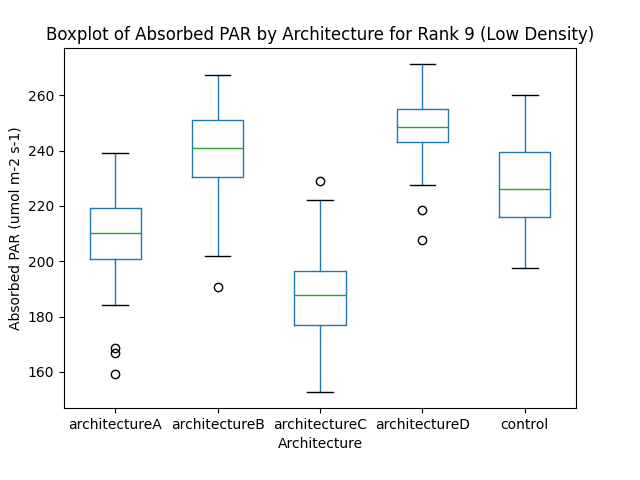 Boxplot of Absorbed PAR by Architecture for Rank 9 (Low Density)
Absorbed PAR (umol m-2 s-1)
260
240
220
200
180
160
architectureA architectureB architectureC architectureD control
Architecture